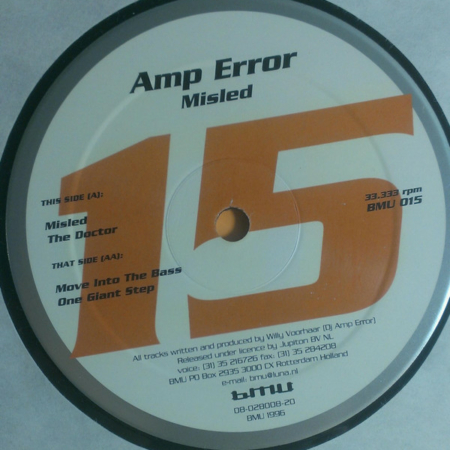 Amp Error
Misled
15
THIS SIDE (A):
Misled
The Doctor
THAT SIDE (AA):
Move Into The Bass
One Giant Step
33.333 rpm
BMU 015
All tracks written and produced by Willy Voorhaar (Dj Amp Error)
Released under licence by Jupiton BV NL
voice: (31) 35 216726 fax: (31) 35 284208
BMU PO Box 2935 3000 CX Rotterdam Holland
e-mail: bmu@luna.nl
bmu
08-028008-20
BMU 1996